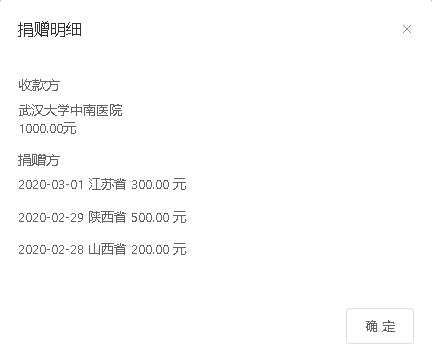 捐赠明细
收款方
武汉大学中南医院
1000.00元
捐赠方
2020-03-01 江苏省 300.00 元
2020-02-29 陕西省 500.00 元
2020-02-28 山西省 200.00 元
确 定